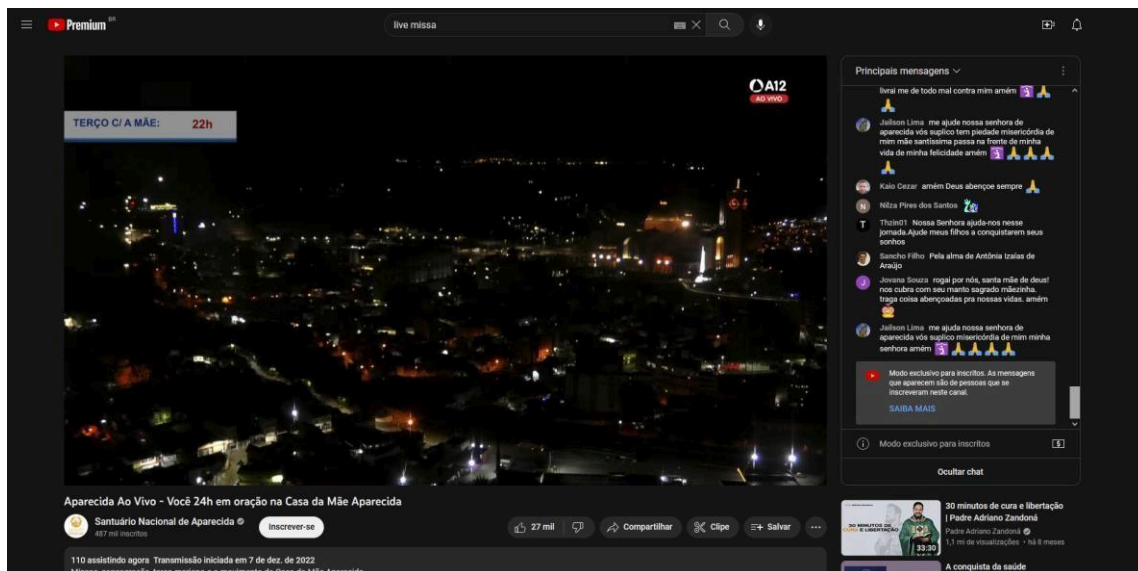 Premium BR
live missa
A12
AO VIVO
TERÇO C/ A MÃE: 22h
Principais mensagens
livrai me de todo mal contra mim amém
Jailson Lima me ajude nossa senhora de
aparecida vós suplico tem piedade misericórdia de
mim mãe santíssima passa na frente de minha
vida de minha felicidade amém
Kaio Cezar amém Deus abençoe sempre
N Nilza Pires dos Santos
T Thzin01 Nossa Senhora ajuda-nos nesse
jornada.Ajude meus filhos a conquistarem seus
sonhos
Sancho Filho Pela alma de Antônia Izaías de
Araújo
J Jovana Souza rogai por nós, santa mãe de deus!
nos cubra com seu manto sagrado mãezinha.
traga coisa abençoadas pra nossas vidas. amém
Jailson Lima me ajuda nossa senhora de
aparecida vós suplico misericórdia de mim minha
senhora amém
Modo exclusivo para inscritos. As mensagens
que aparecem são de pessoas que se
inscreveram neste canal.
SAIBA MAIS
Modo exclusivo para inscritos
Ocultar chat
Aparecida Ao Vivo - Você 24h em oração na Casa da Mãe Aparecida
Santuário Nacional de Aparecida
487 mil inscritos
Inscrever-se
27 mil
Compartilhar
Clipe
Salvar
110 assistindo agora Transmissão iniciada em 7 de dez. de 2022
30 MINUTOS DE
CURA E LIBERTAÇÃO
33:30
30 minutos de cura e libertação
| Padre Adriano Zandoná
Padre Adriano Zandoná
1,1 mi de visualizações • há 8 meses
A conquista da saúde